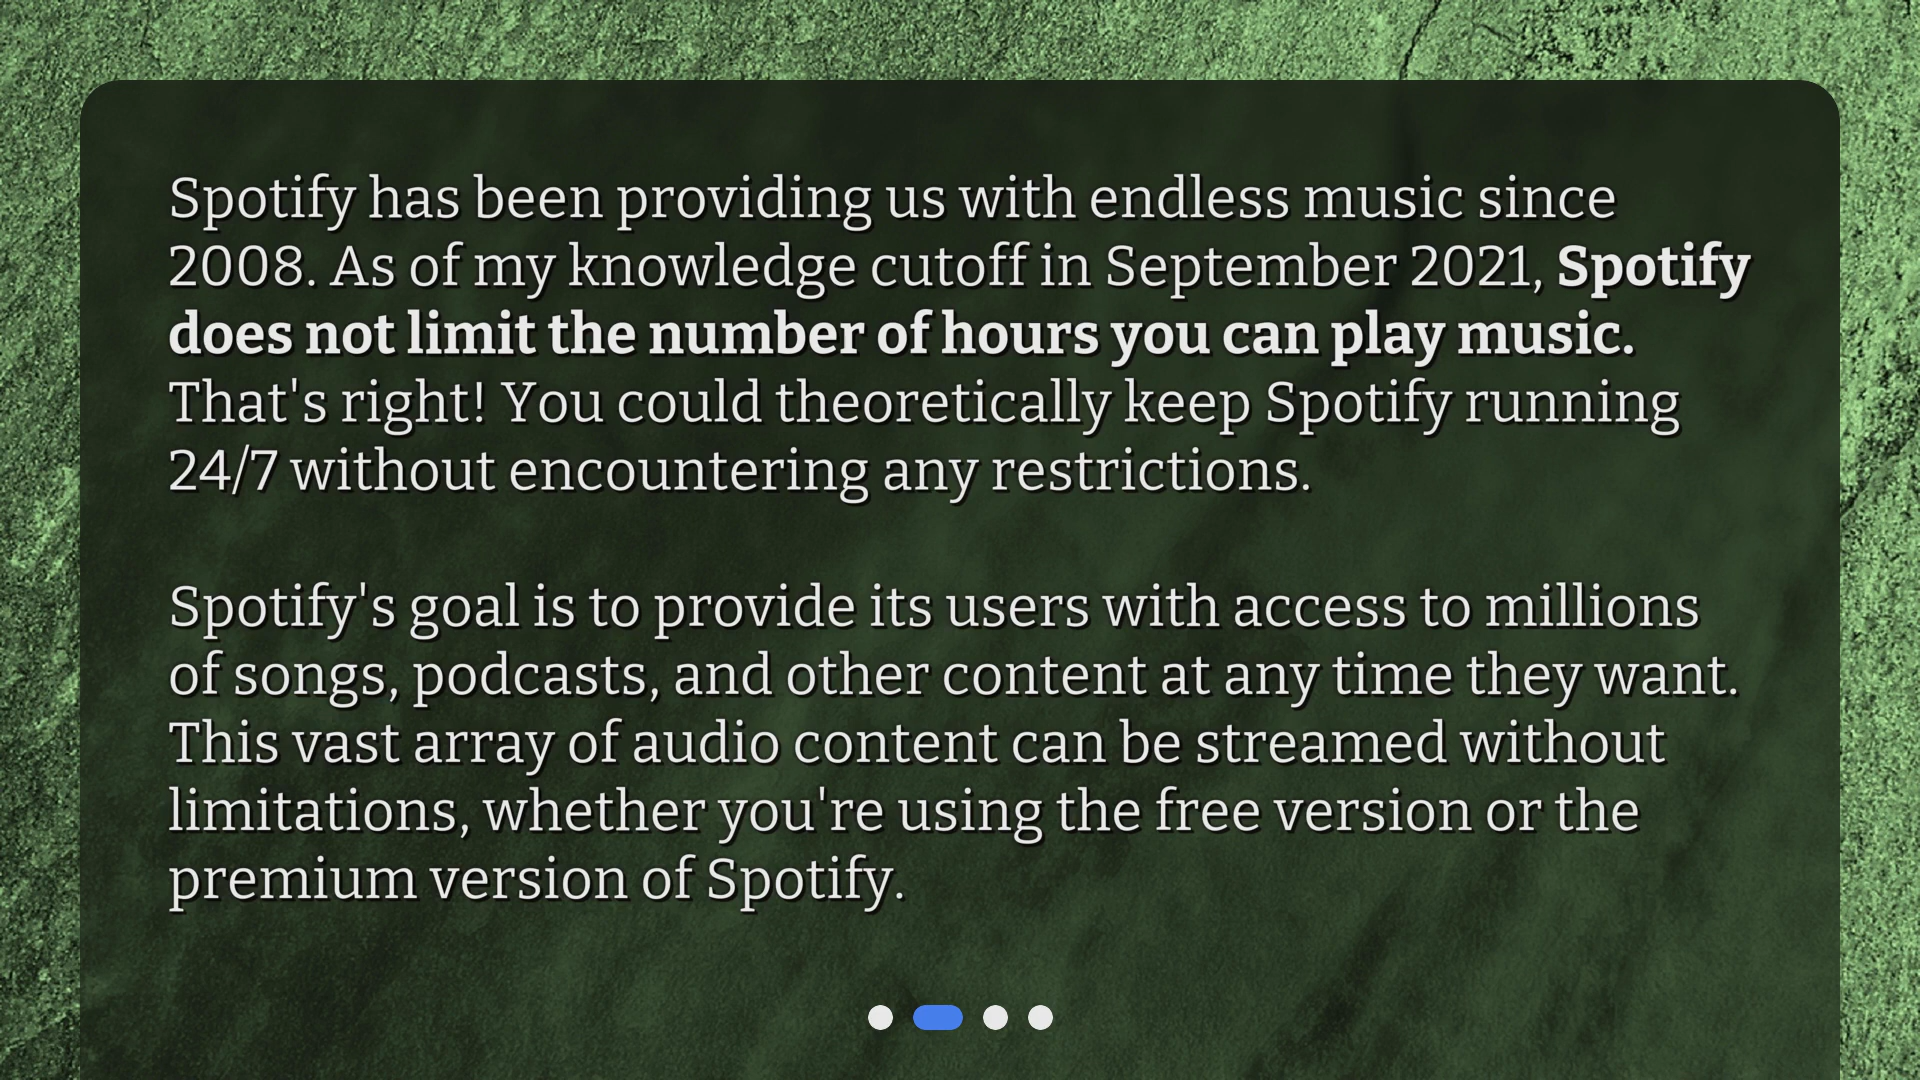 Spotify has been providing us with endless music since
2008. As of my knowledge cutoff in September 2021, Spotify
does not limit the number of hours you can play music.
That's right! You could theoretically keep Spotify running
24/7 without encountering any restrictions.
Spotify's goal is to provide its users with access to millions
of songs, podcasts, and other content at any time they want.
This vast array of audio content can be streamed without
limitations, whether you're using the free version or the
premium version of Spotify.